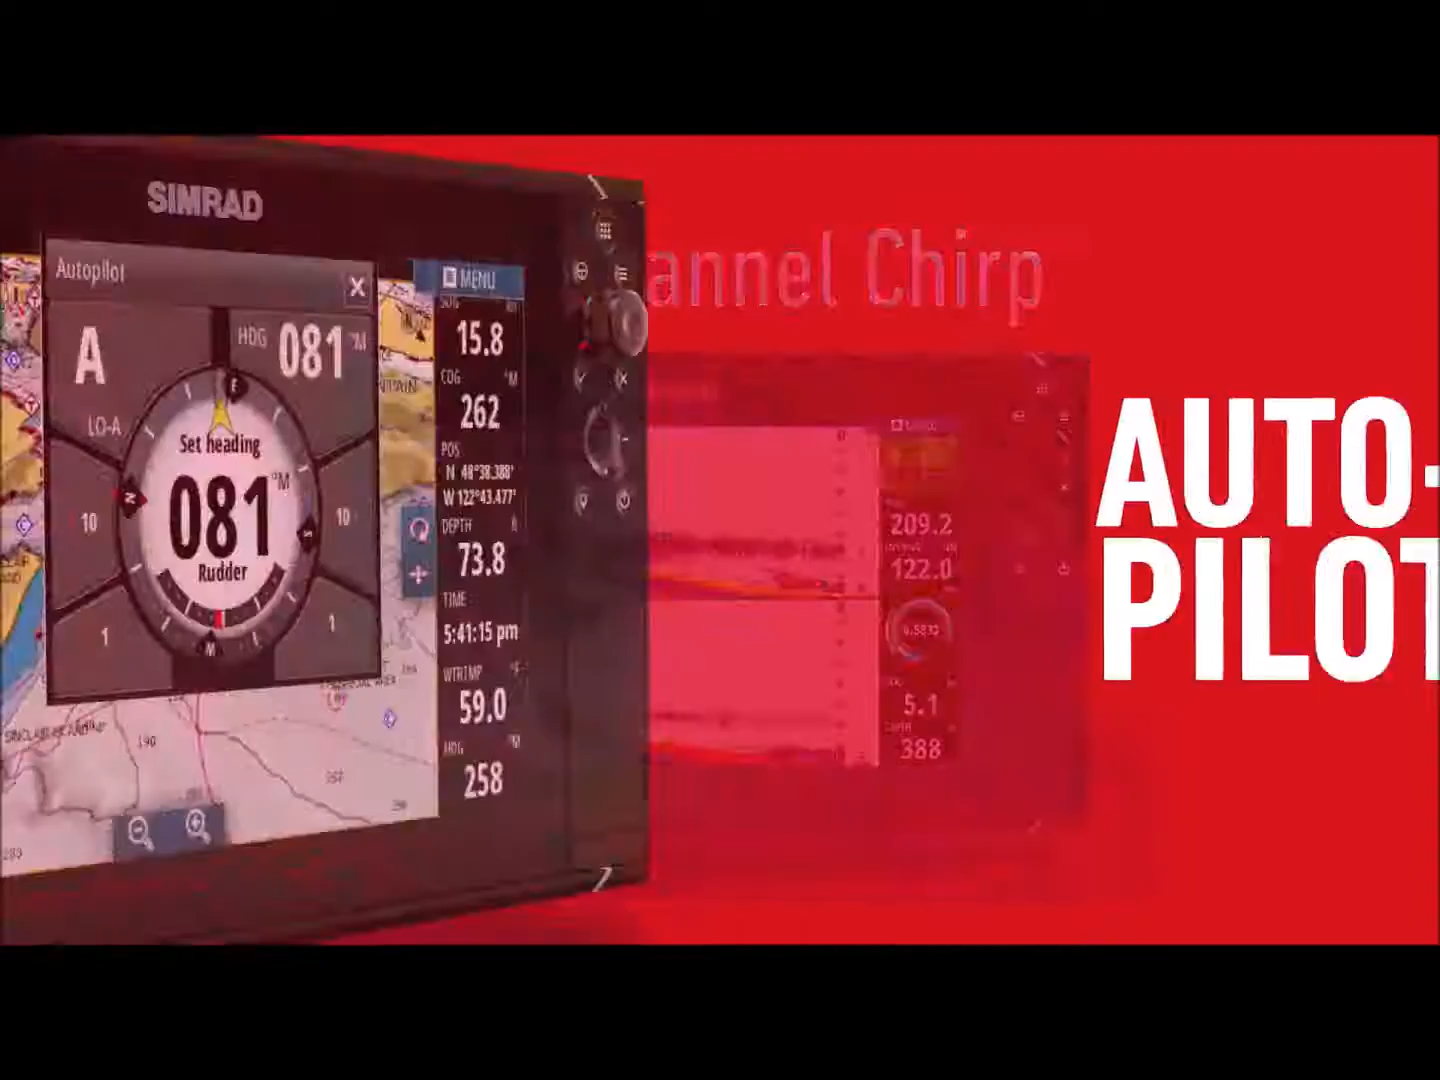 SIMRAD
Autopilot
MENU
A
HDG 081 °M
LO-A
Set heading
081 °M
Rudder
10
10
1
1
E
N
S
W
15.8
COG °M
262
POS
N 48°38.388'
W 122°43.477'
DEPTH ft
73.8
TIME
5:41:15 pm
WTRTMP °F
59.0
HDG °M
258
190
annel Chirp
209.2
122.0
5.1
388
AUTO-
PILOT